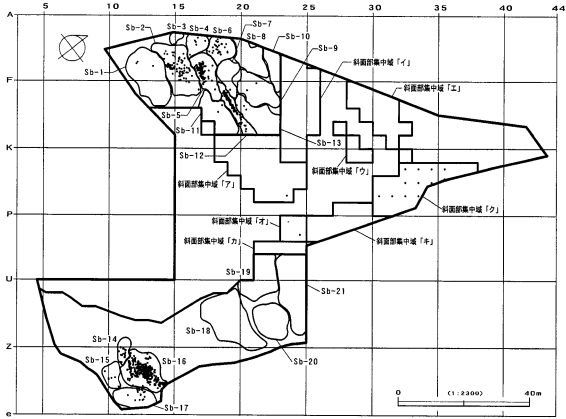 5 10 15 20 25 30 35 40 44
A
F
K
P
U
Z
e
Sb-1
Sb-2
Sb-3
Sb-4
Sb-6
Sb-7
Sb-8
Sb-10
Sb-9
斜面部集中域「イ」
斜面部集中域「エ」
Sb-5
Sb-11
Sb-12
Sb-13
斜面部集中域「ア」
斜面部集中域「ウ」
斜面部集中域「オ」
斜面部集中域「ク」
斜面部集中域「カ」
斜面部集中域「キ」
Sb-19
Sb-21
Sb-18
Sb-20
Sb-14
Sb-15
Sb-16
Sb-17
0 (1:2300) 40m